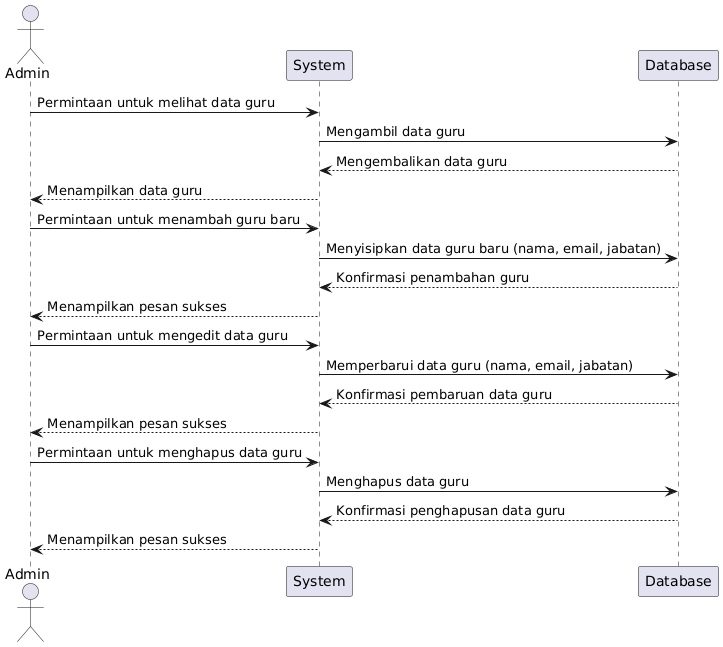 Admin
System
Database
Permintaan untuk melihat data guru
Mengambil data guru
Mengembalikan data guru
Menampilkan data guru
Permintaan untuk menambah guru baru
Menyisipkan data guru baru (nama, email, jabatan)
Konfirmasi penambahan guru
Menampilkan pesan sukses
Permintaan untuk mengedit data guru
Memperbarui data guru (nama, email, jabatan)
Konfirmasi pembaruan data guru
Menampilkan pesan sukses
Permintaan untuk menghapus data guru
Menghapus data guru
Konfirmasi penghapusan data guru
Menampilkan pesan sukses
Admin
System
Database